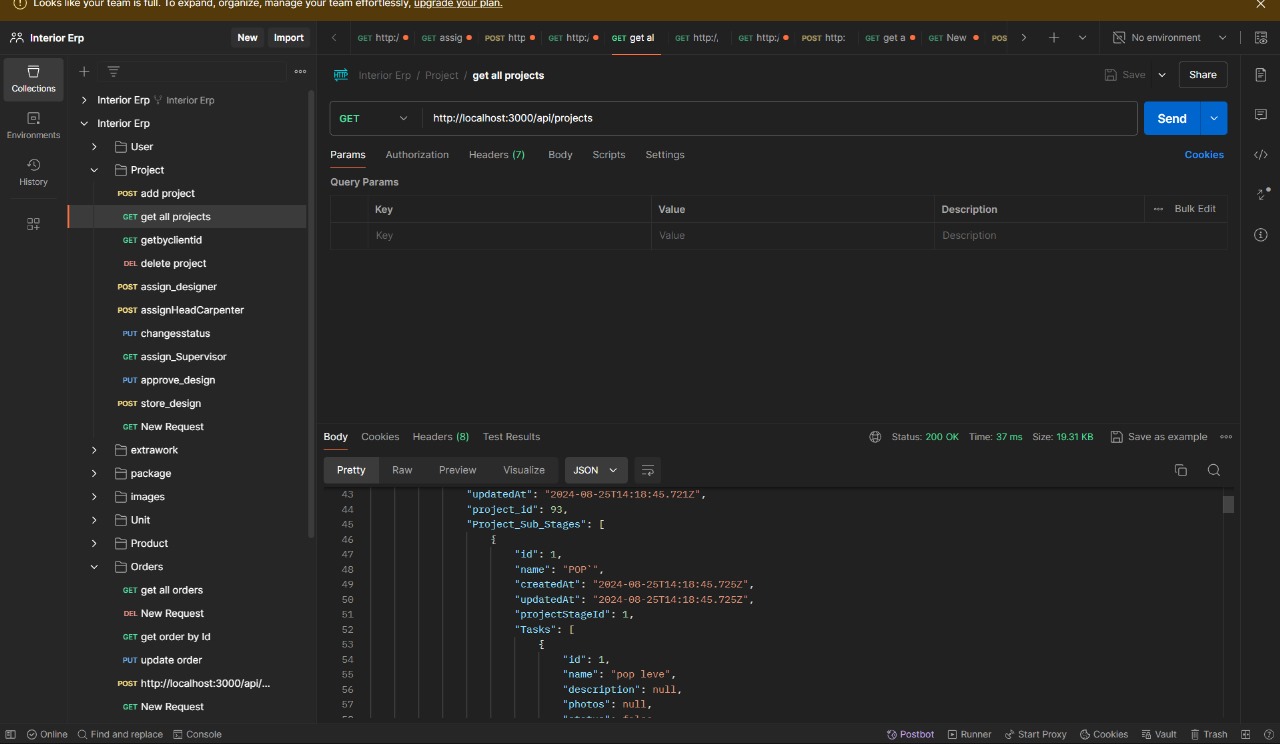 Looks like your team is full. To expand, organize, manage your team effortlessly, upgrade your plan.
Interior Erp
New
Import
GET http:/
GET assig
POST http
GET http:/
GET get al
GET http:/,
GET http:/
POST http:
GET get a
GET New
POS
No environment
Collections
Environments
History
Interior Erp
Interior Erp
Interior Erp
User
Project
POST add project
GET get all projects
GET getbyclientid
DEL delete project
POST assign_designer
POST assignHeadCarpenter
PUT changesstatus
GET assign_Supervisor
PUT approve_design
POST store_design
GET New Request
extrawork
package
images
Unit
Product
Orders
GET get all orders
DEL New Request
GET get order by Id
PUT update order
POST http://localhost:3000/api/...
GET New Request
HTTP
Interior Erp / Project / get all projects
Save
Share
GET
http://localhost:3000/api/projects
Send
Params
Authorization
Headers (7)
Body
Scripts
Settings
Cookies
Query Params
Key
Value
Description
Bulk Edit
Key
Value
Description
Body
Cookies
Headers (8)
Test Results
Status: 200 OK
Time: 37 ms
Size: 19.31 KB
Save as example
Pretty
Raw
Preview
Visualize
JSON
43 "updatedAt": "2024-08-25T14:18:45.721Z",
44 "project_id": 93,
45 "Project_Sub_Stages": [
46 {
47 "id": 1,
48 "name": "POP`",
49 "createdAt": "2024-08-25T14:18:45.725Z",
50 "updatedAt": "2024-08-25T14:18:45.725Z",
51 "projectStageId": 1,
52 "Tasks": [
53 {
54 "id": 1,
55 "name": "pop leve",
56 "description": null,
57 "photos": null,
Online
Find and replace
Console
Postbot
Runner
Start Proxy
Cookies
Vault
Trash